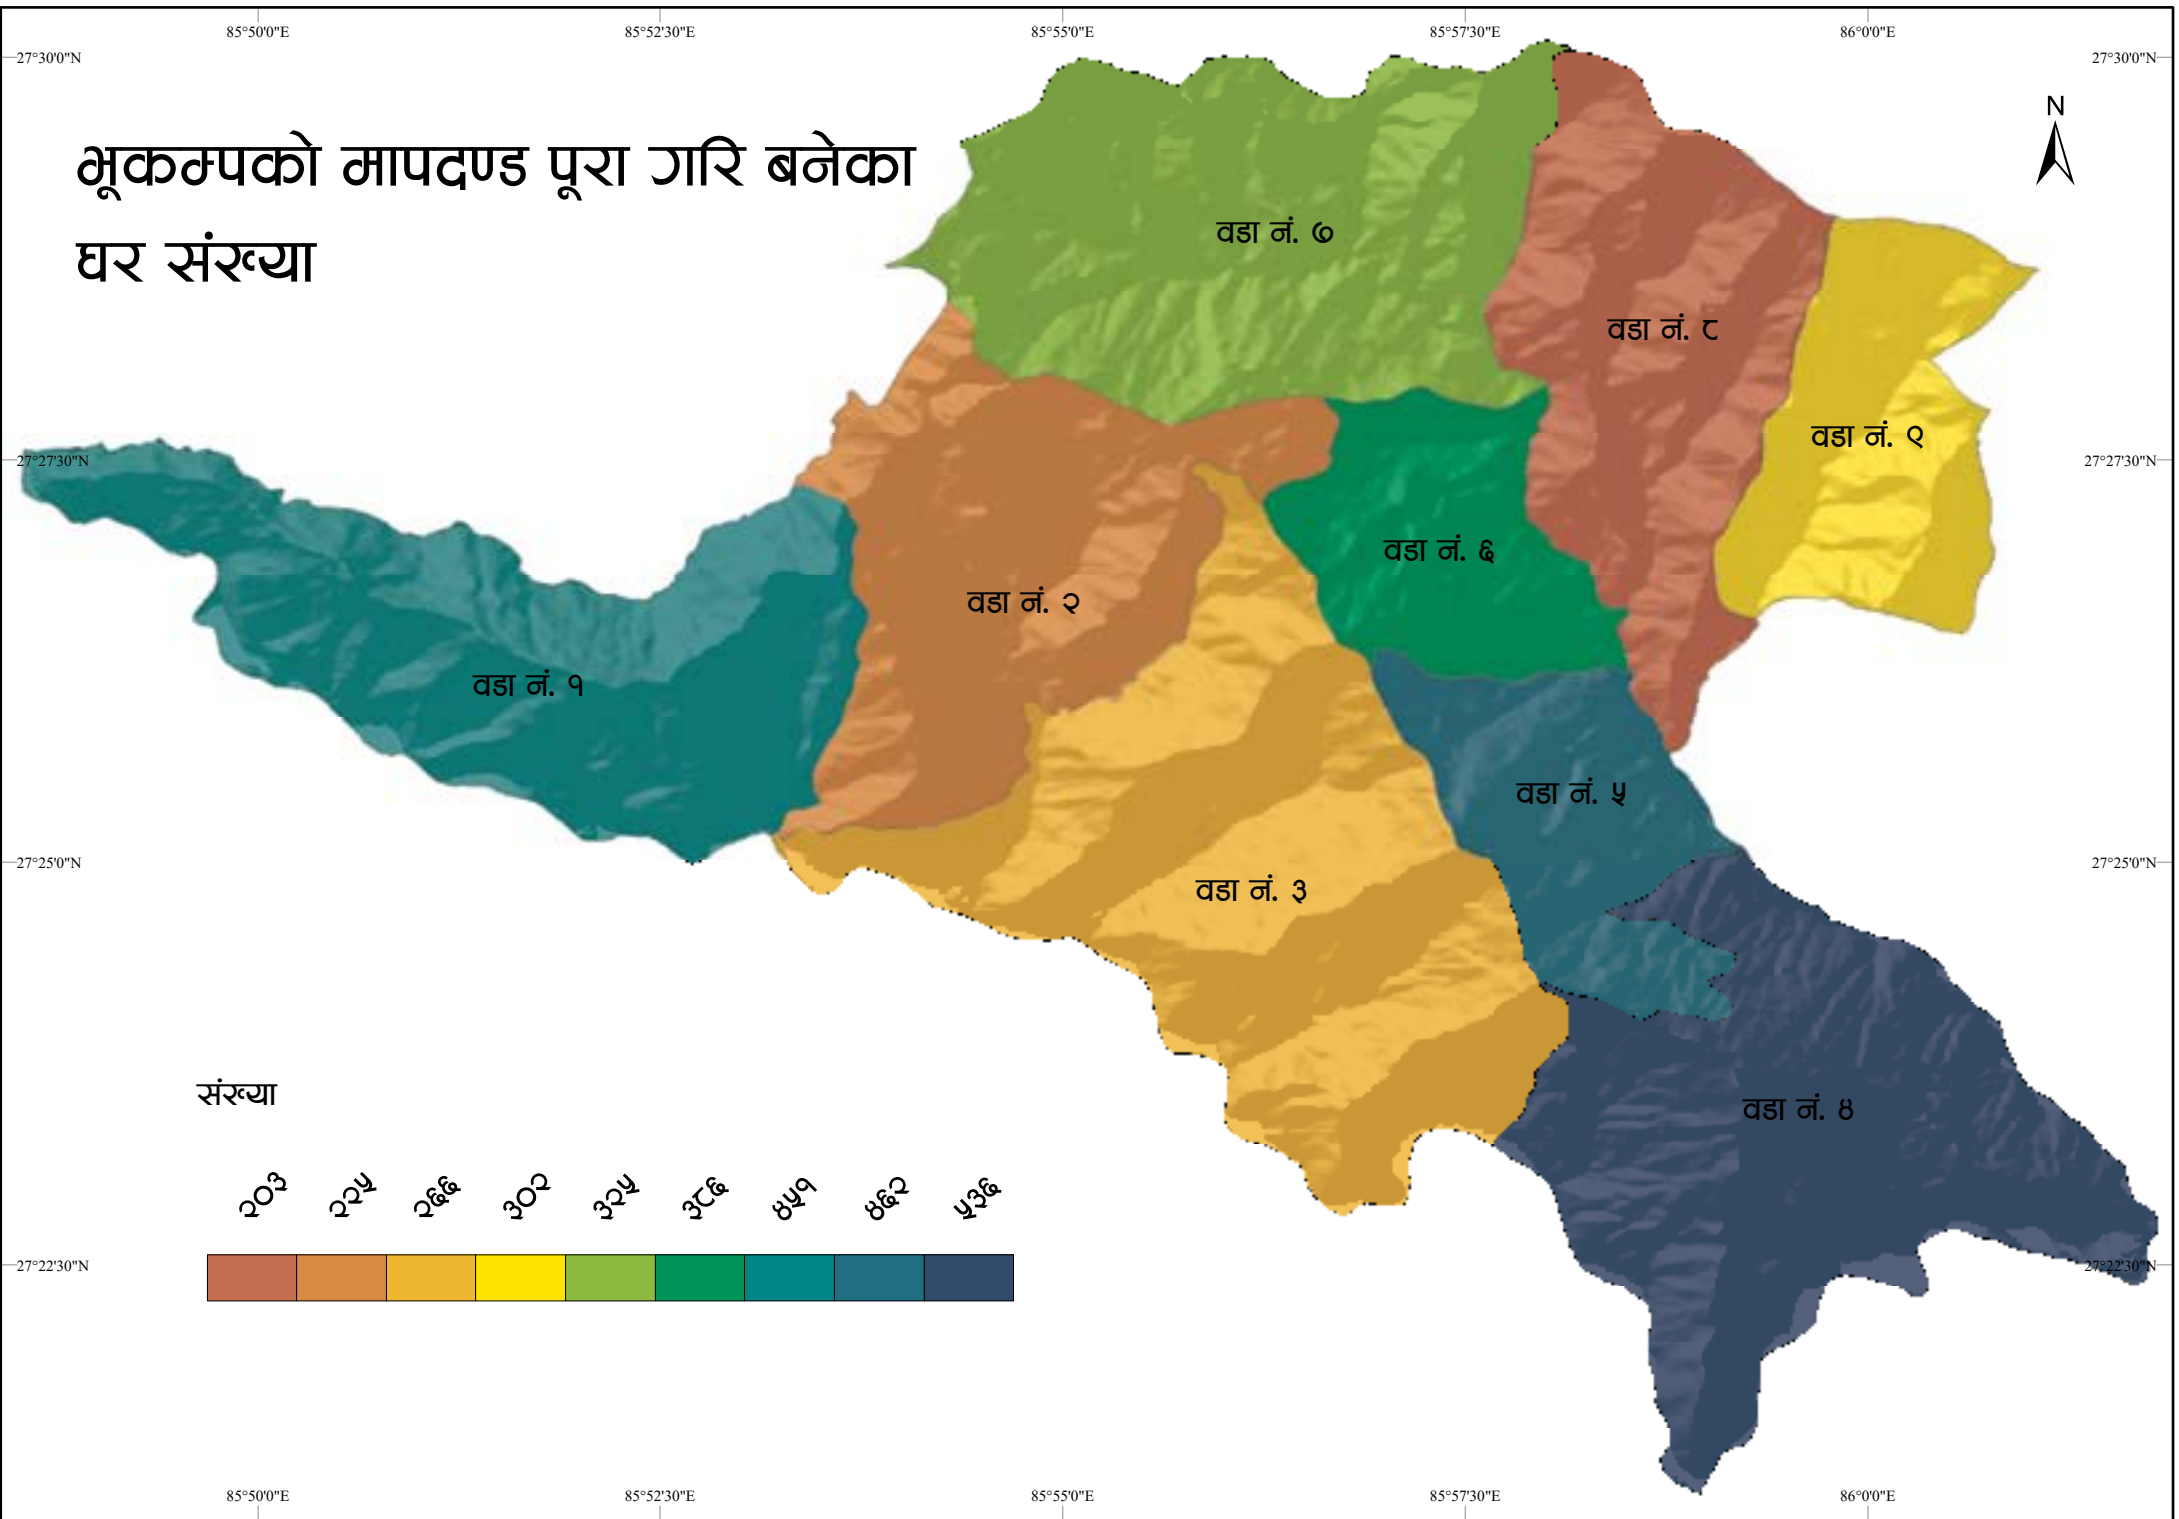 85°50'0"E 85°52'30"E 85°55'0"E 85°57'30"E 86°0'0"E
27°30'0"N 27°30'0"N
N
भूकम्पको मापदण्ड पूरा गरि बनेका
घर संख्या
वडा नं. ७
वडा नं. ८
वडा नं. ९
27°27'30"N 27°27'30"N
वडा नं. ६
वडा नं. २
वडा नं. १
वडा नं. ५
27°25'0"N 27°25'0"N
वडा नं. ३
वडा नं. ४
संख्या
२०३ २२५ २६६ ३०२ ३२५ ३८६ ४५१ ४६२ ५३६
27°22'30"N 27°22'30"N
85°50'0"E 85°52'30"E 85°55'0"E 85°57'30"E 86°0'0"E